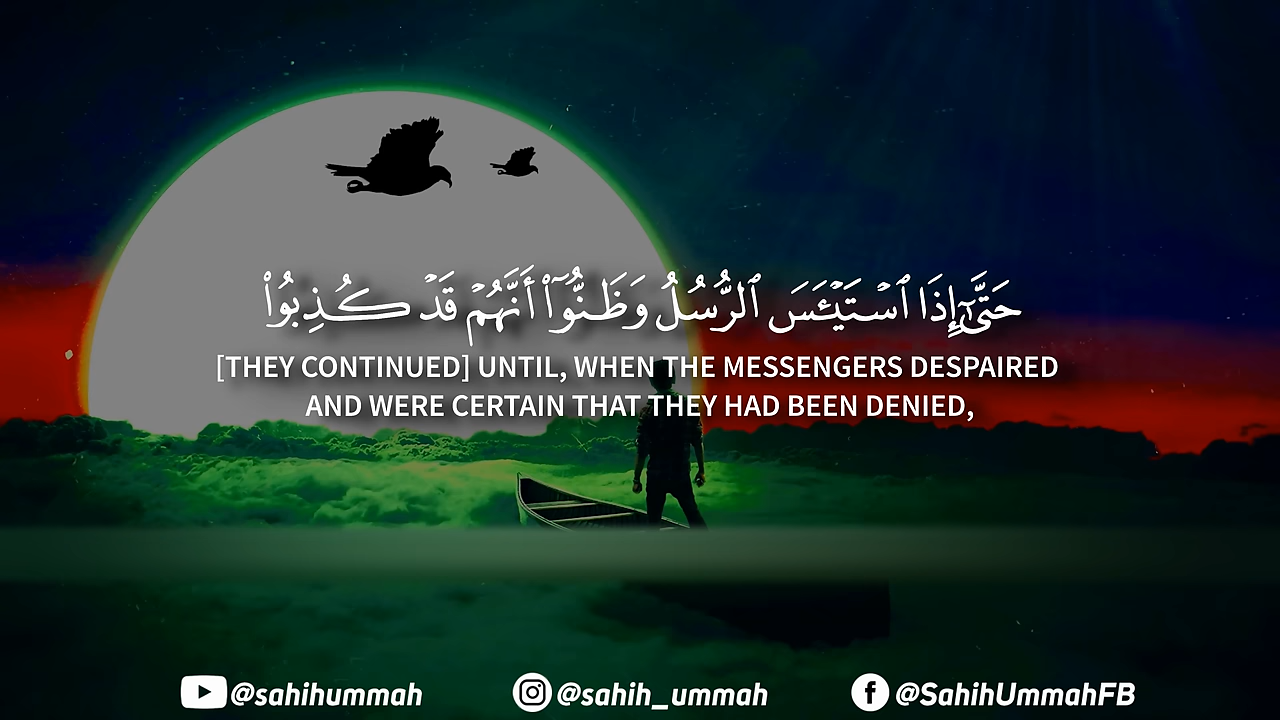 حَتَّىٰٓ إِذَا ٱسْتَيْـَٔسَ ٱلرُّسُلُ وَظَنُّوٓا۟ أَنَّهُمْ قَدْ كُذِبُوا۟
[THEY CONTINUED] UNTIL, WHEN THE MESSENGERS DESPAIRED
AND WERE CERTAIN THAT THEY HAD BEEN DENIED,
@sahihummah @sahih_ummah @SahihUmmahFB